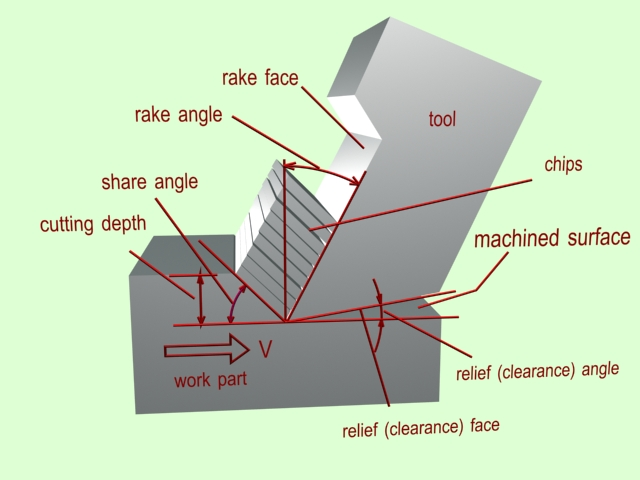 rake face
rake angle
tool
share angle
chips
cutting depth
machined surface
V
work part
relief (clearance) angle
relief (clearance) face